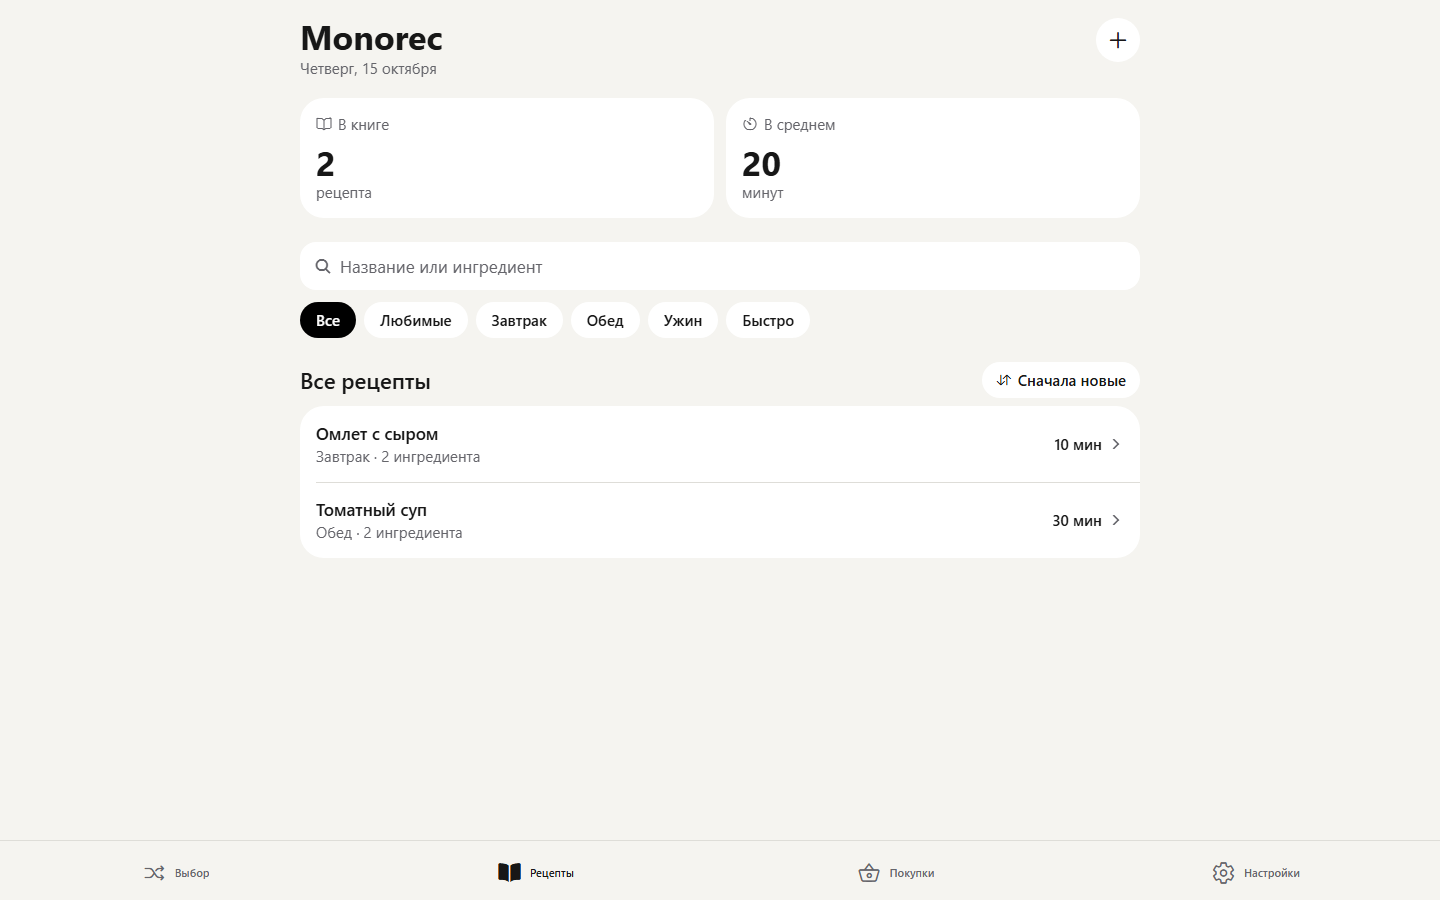 Monorec
Четверг, 15 октября
В книге
2
рецепта
В среднем
20
минут
Название или ингредиент
Все Любимые Завтрак Обед Ужин Быстро
Все рецепты
Сначала новые
Омлет с сыром
Завтрак · 2 ингредиента
10 мин
Томатный суп
Обед · 2 ингредиента
30 мин
Выбор Рецепты Покупки Настройки